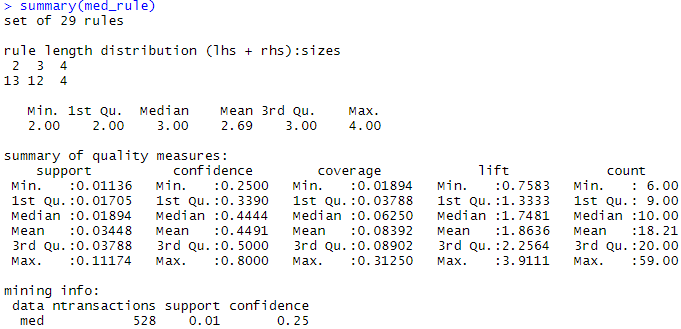 > summary(med_rule)
set of 29 rules
rule length distribution (lhs + rhs):sizes
 2  3  4
13 12  4
   Min. 1st Qu.  Median    Mean 3rd Qu.    Max.
   2.00    2.00    3.00    2.69    3.00    4.00
summary of quality measures:
    support          confidence        coverage            lift            count
 Min.   :0.01136   Min.   :0.2500   Min.   :0.01894   Min.   :0.7583   Min.   : 6.00
 1st Qu.:0.01705   1st Qu.:0.3390   1st Qu.:0.03788   1st Qu.:1.3333   1st Qu.: 9.00
 Median :0.01894   Median :0.4444   Median :0.06250   Median :1.7481   Median :10.00
 Mean   :0.03448   Mean   :0.4491   Mean   :0.08392   Mean   :1.8636   Mean   :18.21
 3rd Qu.:0.03788   3rd Qu.:0.5000   3rd Qu.:0.08902   3rd Qu.:2.2564   3rd Qu.:20.00
 Max.   :0.11174   Max.   :0.8000   Max.   :0.31250   Max.   :3.9111   Max.   :59.00
mining info:
 data ntransactions support confidence
  med           528    0.01       0.25